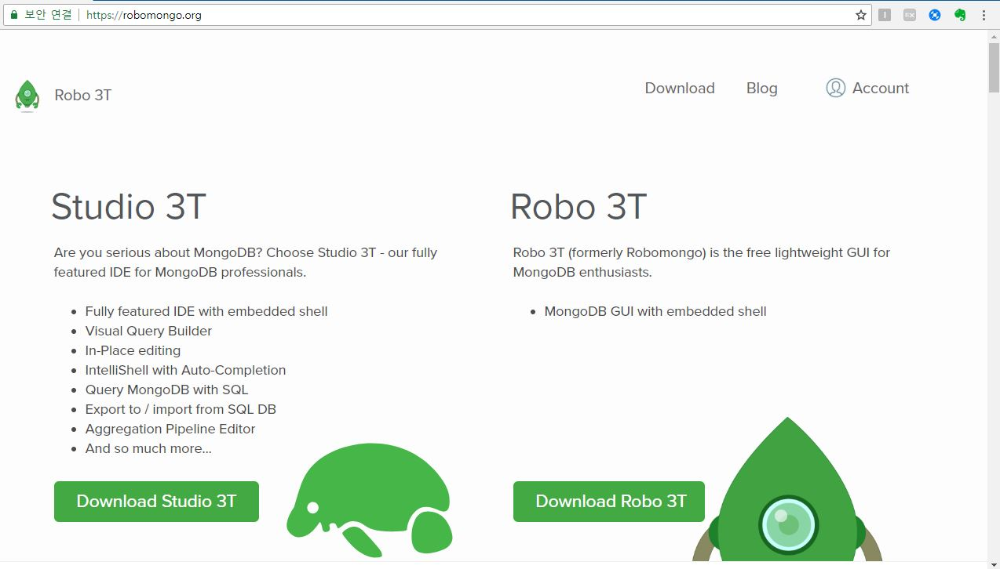 보안 연결 | https://robomongo.org
Robo 3T
Download
Blog
Account
Studio 3T
Are you serious about MongoDB? Choose Studio 3T - our fully
featured IDE for MongoDB professionals.
• Fully featured IDE with embedded shell
• Visual Query Builder
• In-Place editing
• IntelliShell with Auto-Completion
• Query MongoDB with SQL
• Export to / import from SQL DB
• Aggregation Pipeline Editor
• And so much more...
Download Studio 3T
Robo 3T
Robo 3T (formerly Robomongo) is the free lightweight GUI for
MongoDB enthusiasts.
• MongoDB GUI with embedded shell
Download Robo 3T